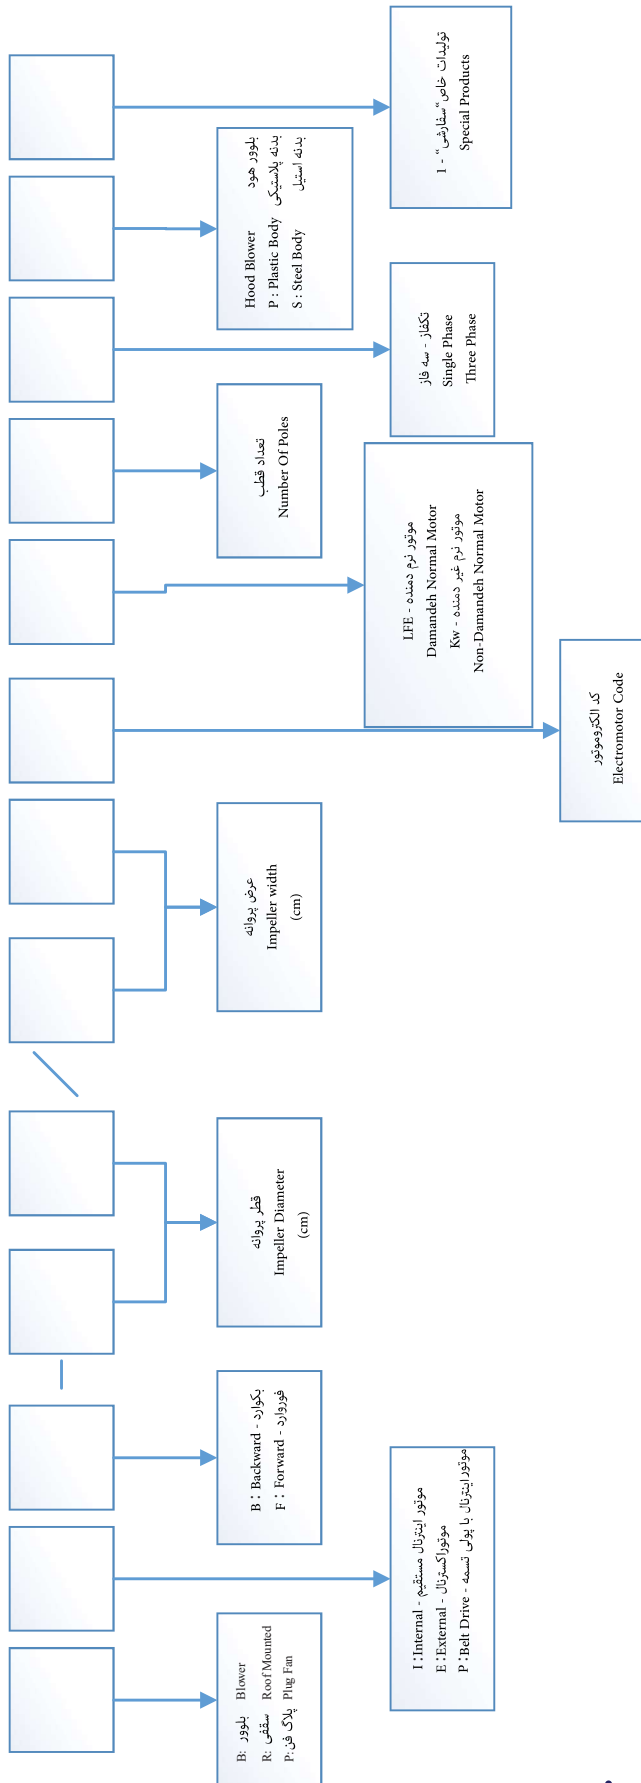 B: بلوور Blower
R: سقفی Roof Mounted
P: پلاگ فن Plug Fan
I : Internal - موتور اینترنال مستقیم
E : External - موتوراکسترنال
P : Belt Drive - موتوراینترنال با پولی تسمه
B : Backward - بکوارد
F : Forward - فوروارد
قطر پروانه
Impeller Diameter
(cm)
عرض پروانه
Impeller width
(cm)
کد الکتروموتور
Electromotor Code
LFE - موتور نرم دمنده
Damandeh Normal Motor
Kw - موتور نرم غیر دمنده
Non-Damandeh Normal Motor
تعداد قطب
Number Of Poles
تکفاز - سه فاز
Single Phase
Three Phase
Hood Blower بلوور هود
P : Plastic Body بدنه پلاستیکی
S : Steel Body بدنه استیل
1 - تولیدات خاص "سفارشی"
Special Products